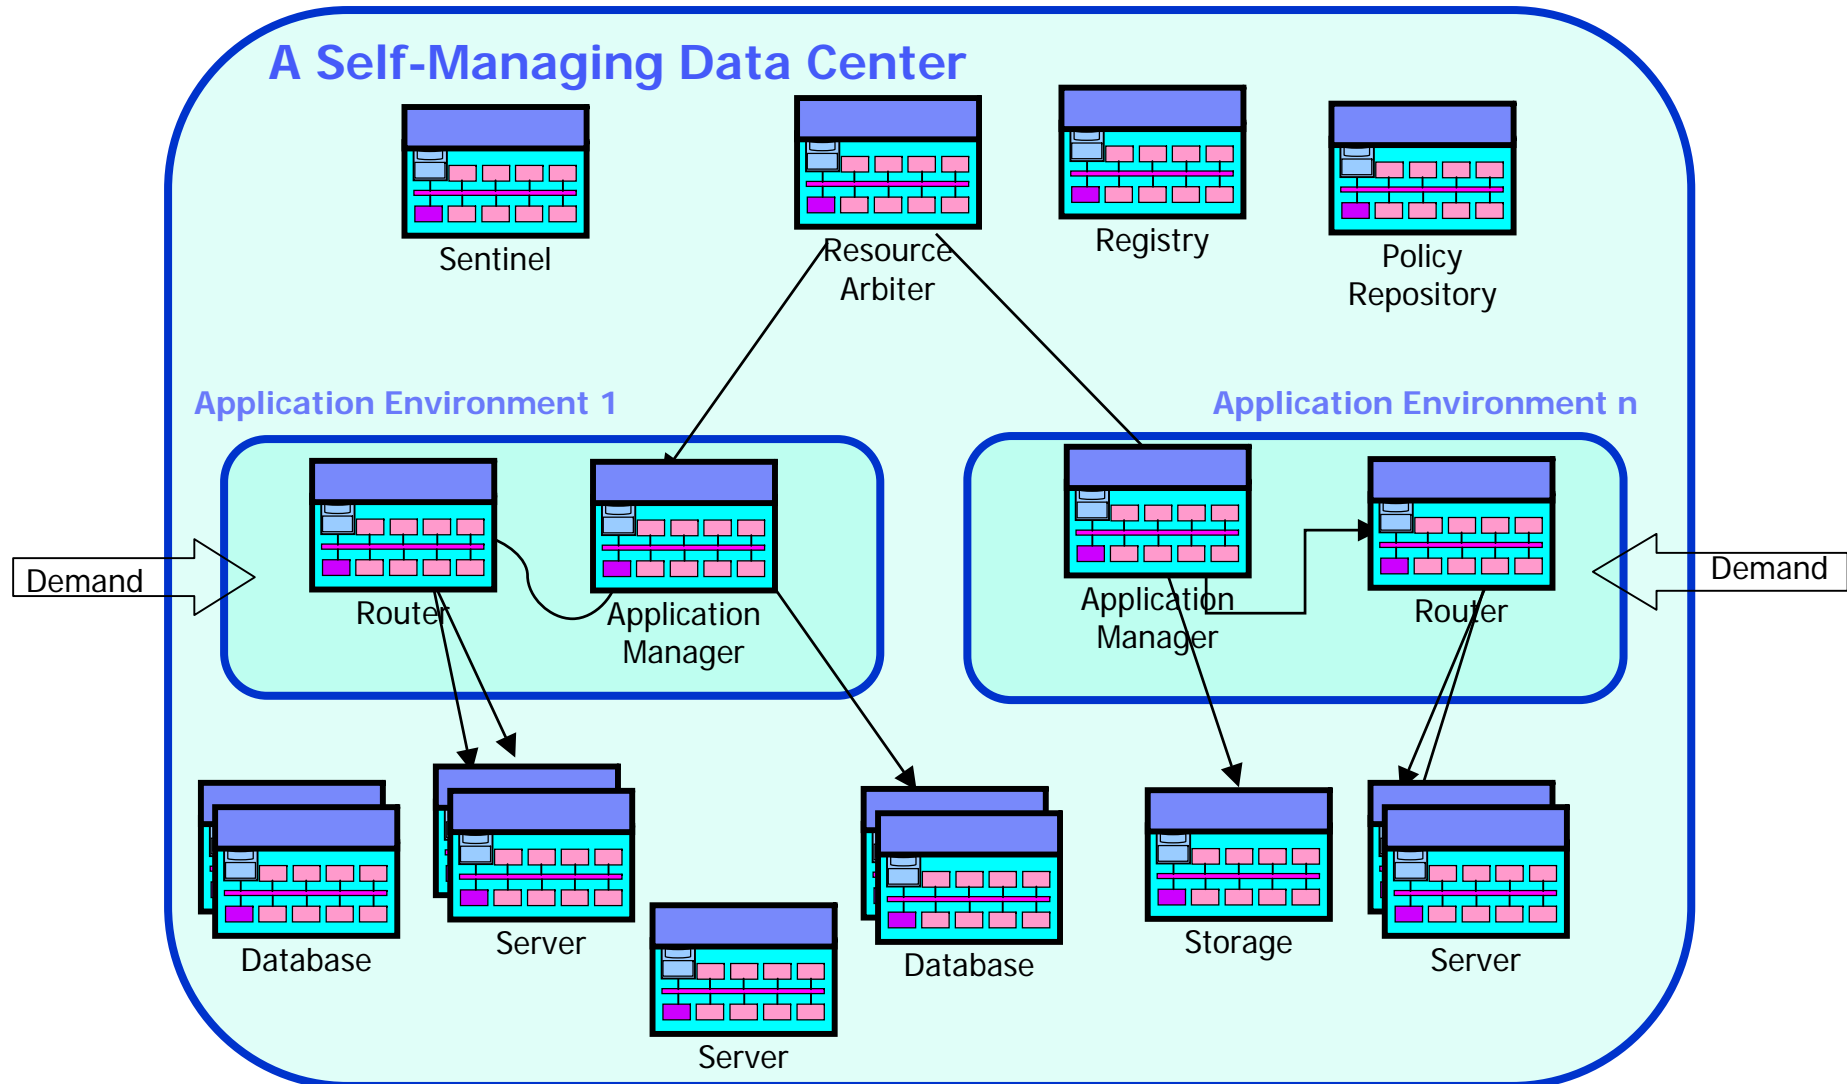 A Self-Managing Data Center
Sentinel
Resource
Arbiter
Registry
Policy
Repository
Application Environment 1
Application Environment n
Demand
Router
Application
Manager
Application
Manager
Router
Demand
Database
Server
Server
Database
Storage
Server